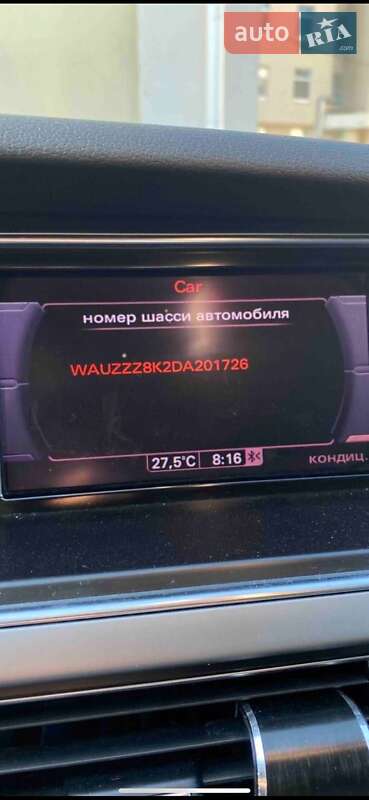 auto RIA
.com
Car
номер шасси автомобиля
WAUZZZ8K2DA201726
27,5°C 8:16
кондиц.